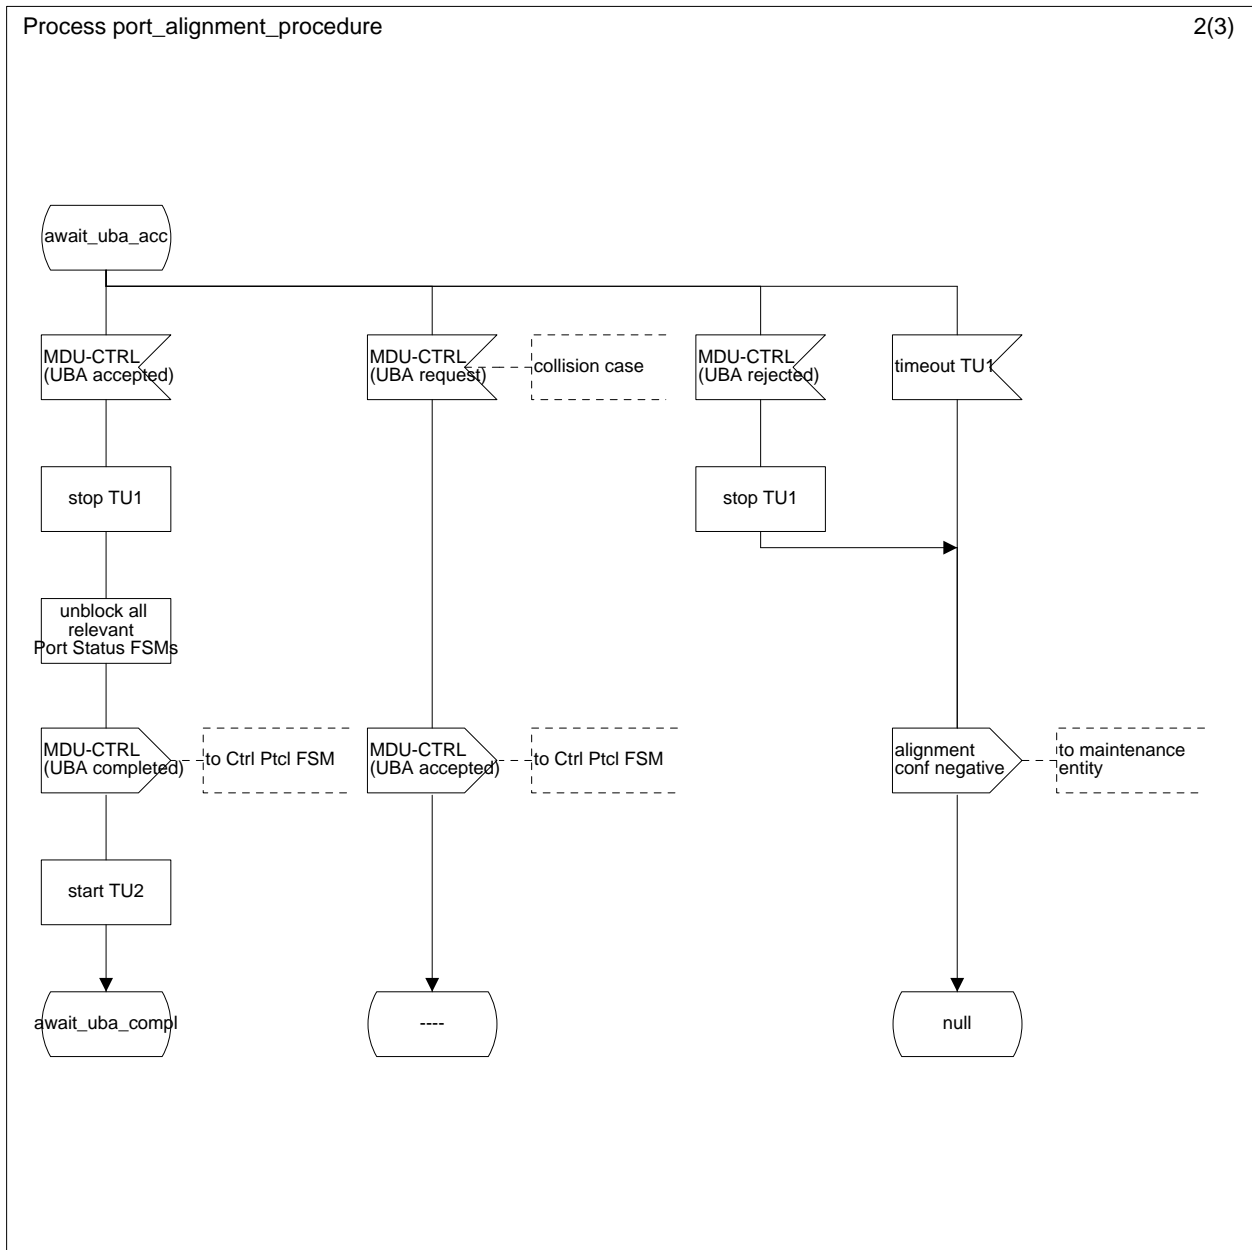 Process port_alignment_procedure
2(3)
await_uba_acc
MDU-CTRL
(UBA accepted)
MDU-CTRL
(UBA request)
collision case
MDU-CTRL
(UBA rejected)
timeout TU1
stop TU1
stop TU1
unblock all
relevant
Port Status FSMs
MDU-CTRL
(UBA completed)
to Ctrl Ptcl FSM
MDU-CTRL
(UBA accepted)
to Ctrl Ptcl FSM
alignment
conf negative
to maintenance
entity
start TU2
await_uba_compl
----
null